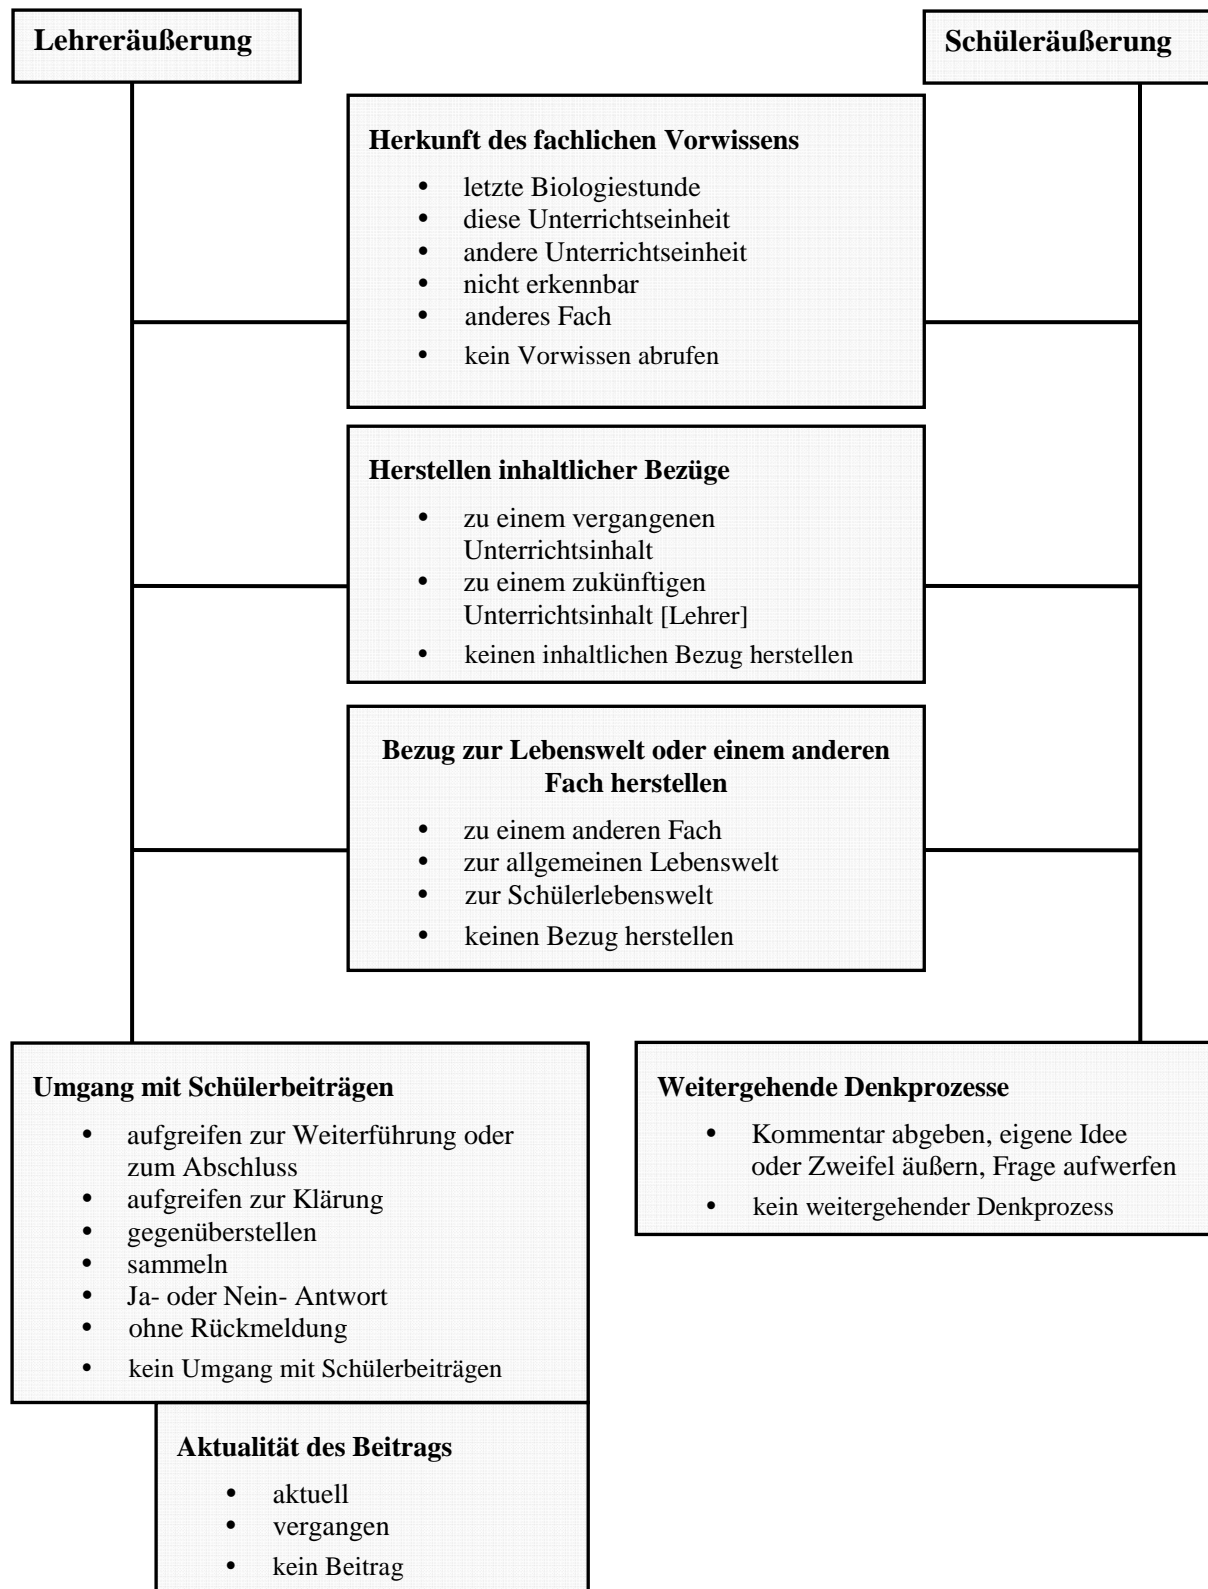 Lehreräußerung
Schüleräußerung
Herkunft des fachlichen Vorwissens
• letzte Biologiestunde
• diese Unterrichtseinheit
• andere Unterrichtseinheit
• nicht erkennbar
• anderes Fach
• kein Vorwissen abrufen
Herstellen inhaltlicher Bezüge
• zu einem vergangenen
Unterrichtsinhalt
• zu einem zukünftigen
Unterrichtsinhalt [Lehrer]
• keinen inhaltlichen Bezug herstellen
Bezug zur Lebenswelt oder einem anderen
Fach herstellen
• zu einem anderen Fach
• zur allgemeinen Lebenswelt
• zur Schülerlebenswelt
• keinen Bezug herstellen
Umgang mit Schülerbeiträgen
• aufgreifen zur Weiterführung oder
zum Abschluss
• aufgreifen zur Klärung
• gegenüberstellen
• sammeln
• Ja- oder Nein- Antwort
• ohne Rückmeldung
• kein Umgang mit Schülerbeiträgen
Weitergehende Denkprozesse
• Kommentar abgeben, eigene Idee
oder Zweifel äußern, Frage aufwerfen
• kein weitergehender Denkprozess
Aktualität des Beitrags
• aktuell
• vergangen
• kein Beitrag